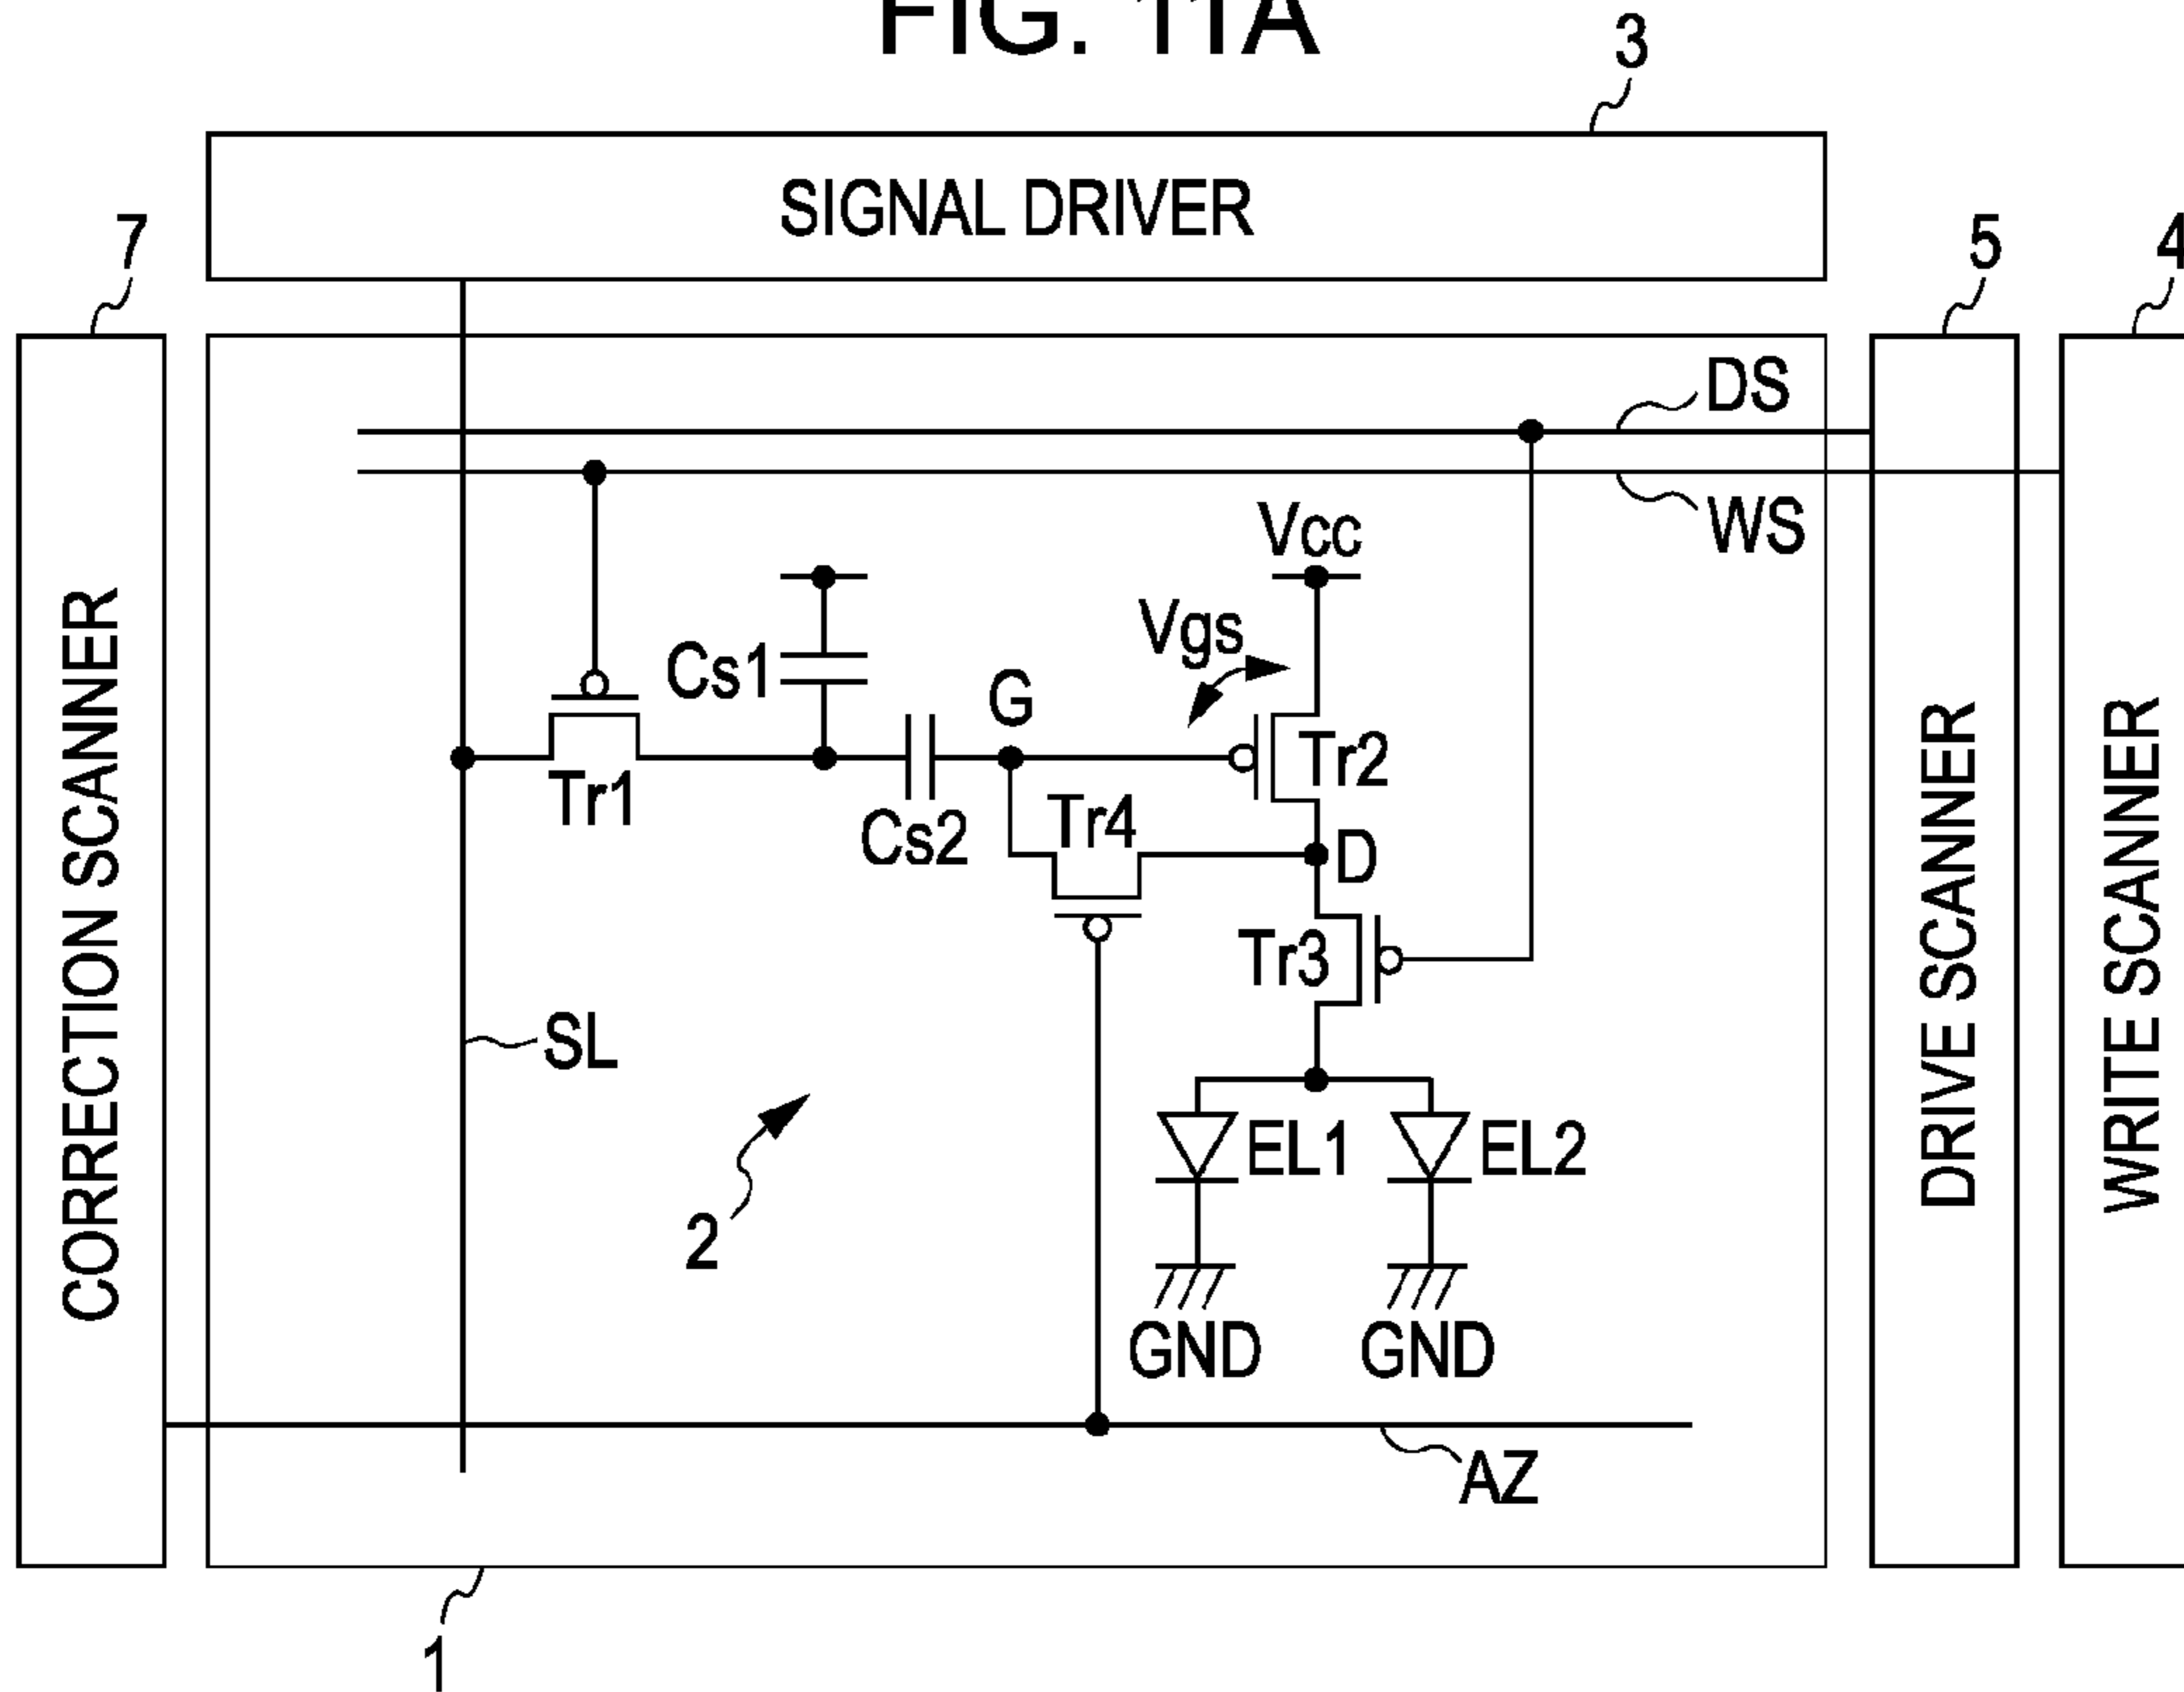 FIG. 11A
3
SIGNAL DRIVER
7
5
4
DS
WS
Vcc
Vgs
Cs1
G
Tr2
Tr1
Cs2
Tr4
D
Tr3
SL
EL1
EL2
2
GND
GND
AZ
1
CORRECTION SCANNER
DRIVE SCANNER
WRITE SCANNER